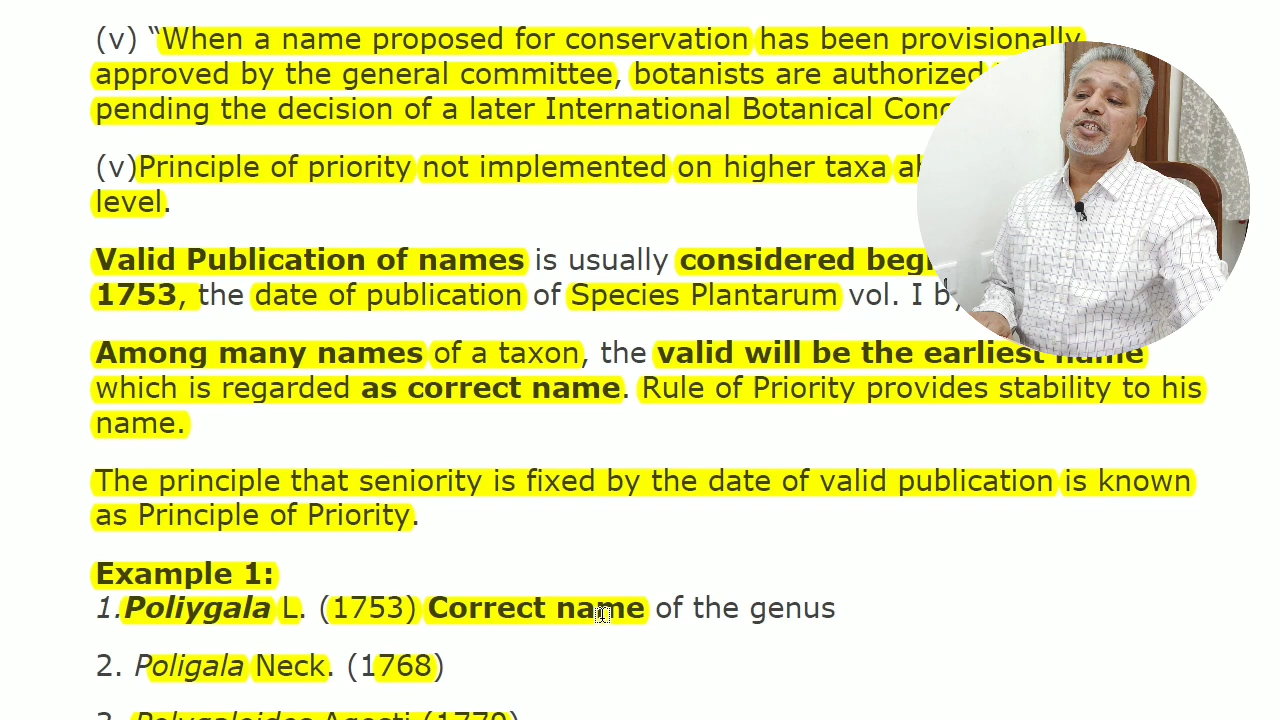 (v) “When a name proposed for conservation has been provisionally
approved by the general committee, botanists are authorized
pending the decision of a later International Botanical
(v)Principle of priority not implemented on higher taxa
level.
Valid Publication of names is usually considered
1753, the date of publication of Species Plantarum vol. I
Among many names of a taxon, the valid will be the earliest name
which is regarded as correct name. Rule of Priority provides stability to his
name.
The principle that seniority is fixed by the date of valid publication is known
as Principle of Priority.
Example 1:
1.Poliygala L. (1753) Correct name of the genus
2. Poligala Neck. (1768)
3. Polygaloides Agosti (1779)